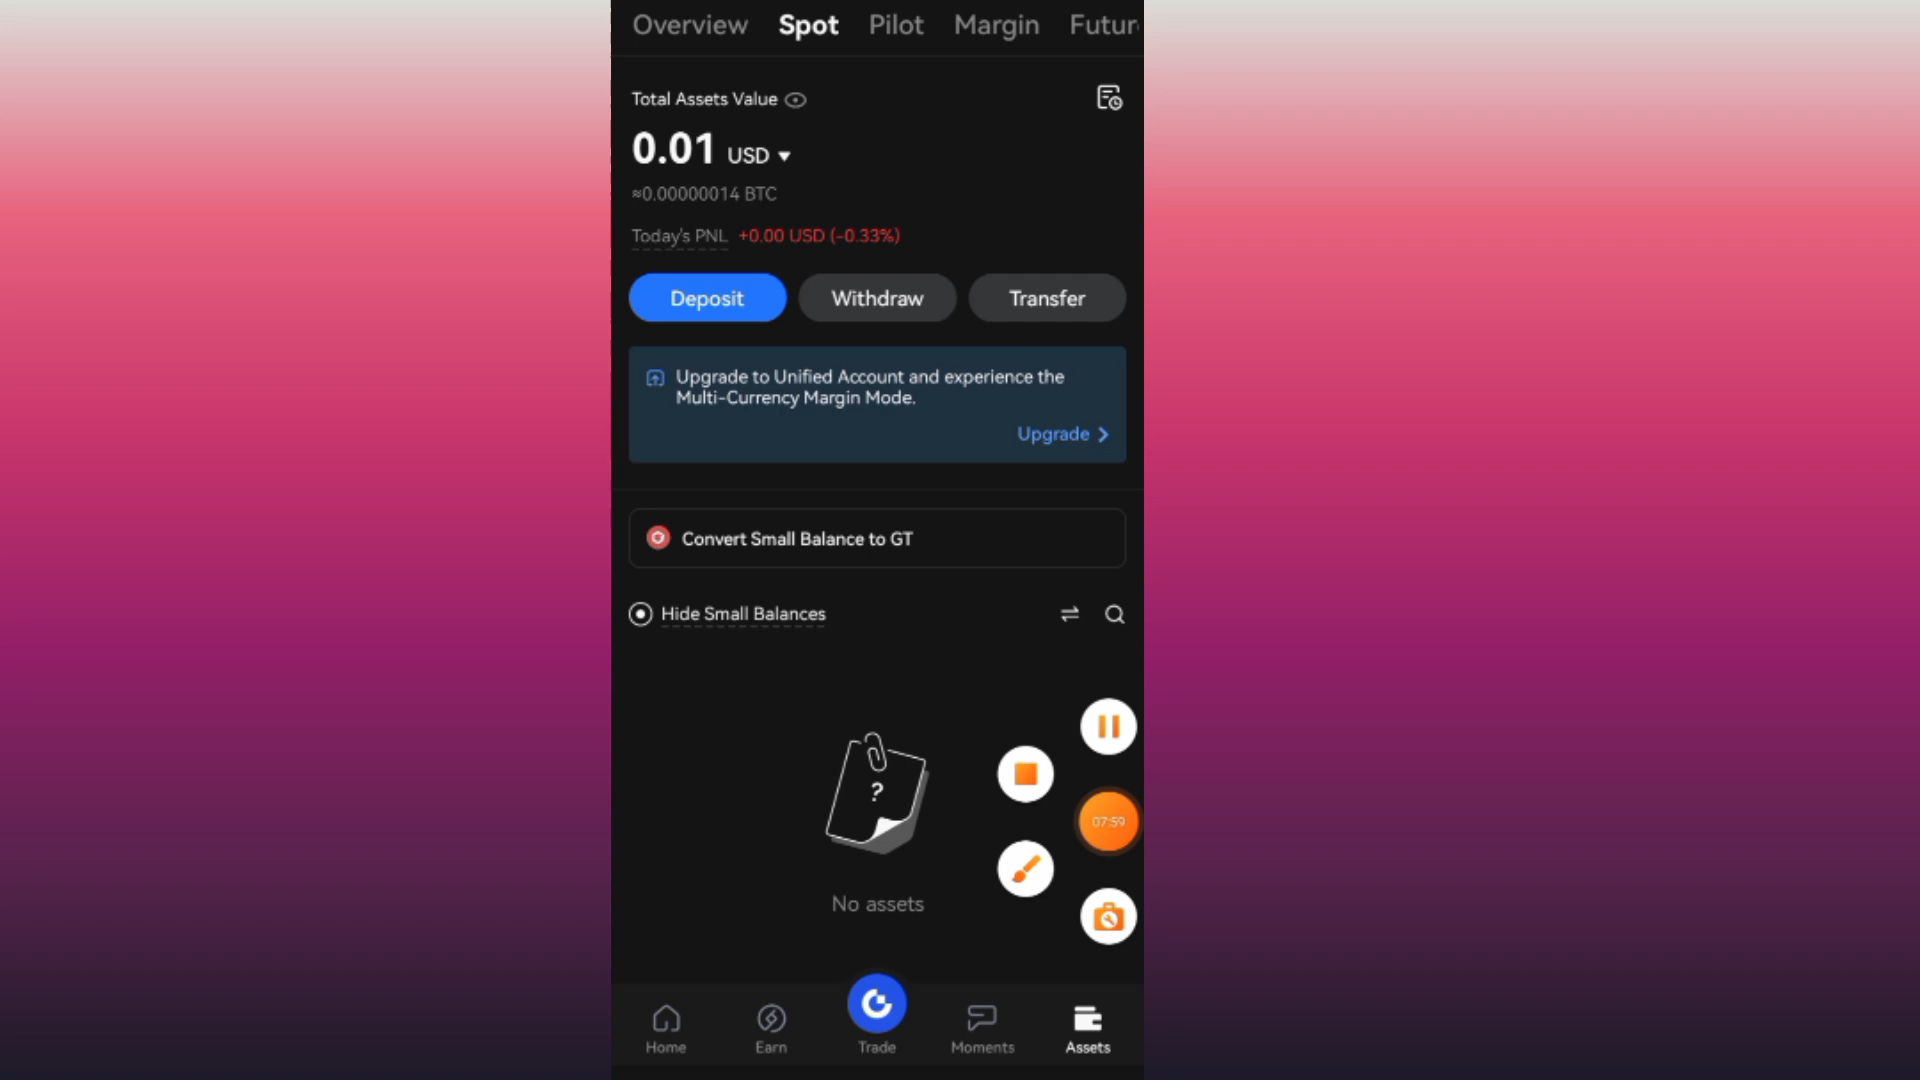 Overview Spot Pilot Margin Futur
Total Assets Value
0.01 USD
≈0.00000014 BTC
Today's PNL +0.00 USD (-0.33%)
Deposit Withdraw Transfer
Upgrade to Unified Account and experience the
Multi-Currency Margin Mode.
Upgrade
Convert Small Balance to GT
Hide Small Balances
?
07:59
No assets
Home Earn Trade Moments Assets